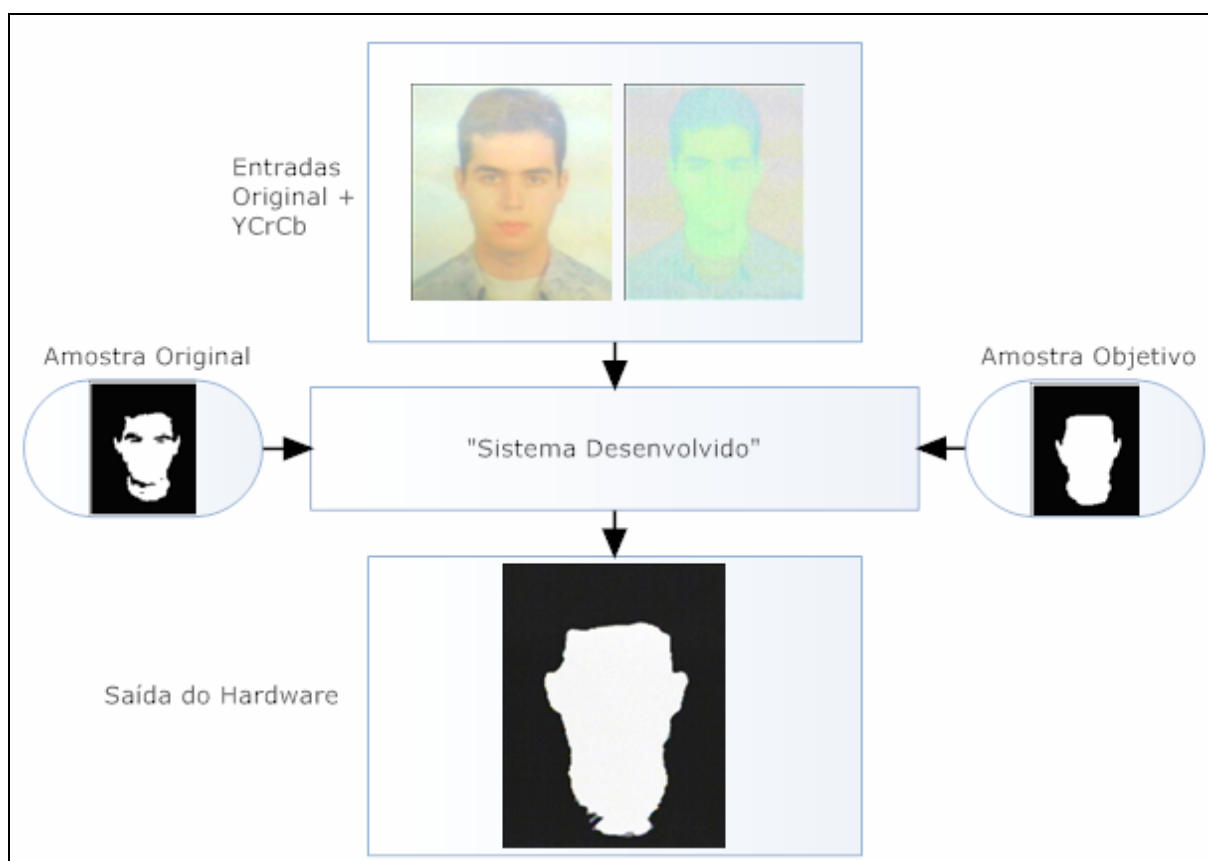 Entradas
Original +
YCrCb
Amostra Original
Amostra Objetivo
"Sistema Desenvolvido"
Saída do Hardware